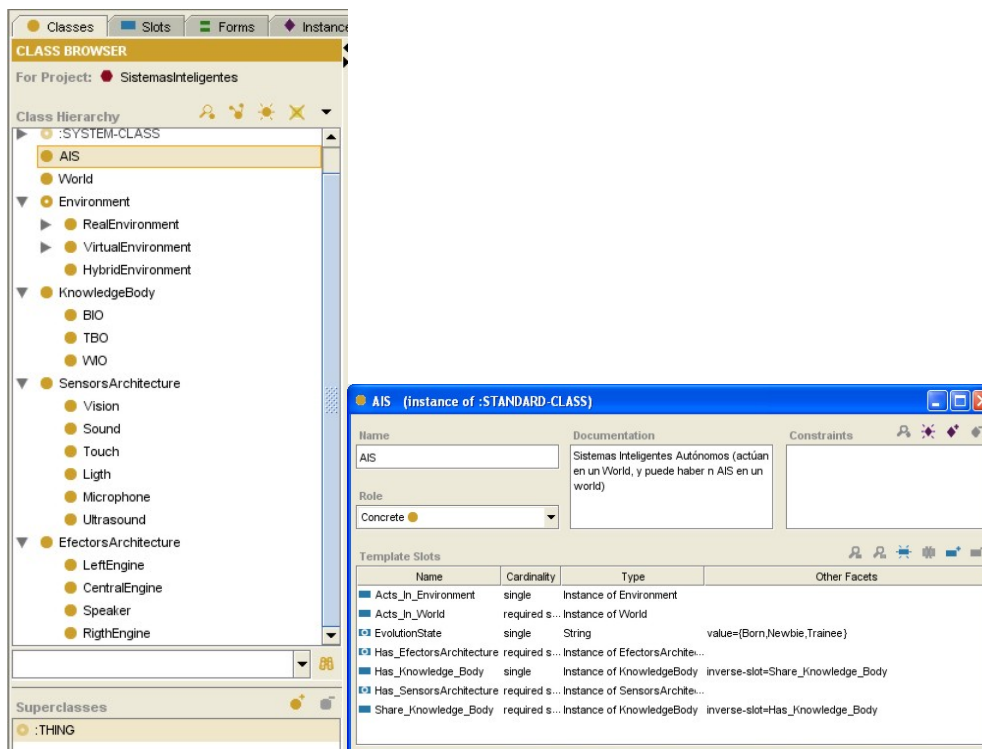 Classes Slots Forms Instance
CLASS BROWSER
For Project: SistemasInteligentes
Class Hierarchy
:SYSTEM-CLASS
AIS
World
Environment
RealEnvironment
VirtualEnvironment
HybridEnvironment
KnowledgeBody
BIO
TBO
WIO
SensorsArchitecture
Vision
Sound
Touch
Ligth
Microphone
Ultrasound
EfectorsArchitecture
LeftEngine
CentralEngine
Speaker
RigthEngine
Superclasses
:THING
AIS (instance of :STANDARD-CLASS)
Name Documentation Constraints
AIS
Sistemas Inteligentes Autónomos (actúan
en un World, y puede haber n AIS en un
world)
Role
Concrete
Template Slots
Name Cardinality Type Other Facets
Acts_In_Environment single Instance of Environment
Acts_In_World required s... Instance of World
EvolutionState single String value={Born,Newbie,Trainee}
Has_EfectorsArchitecture required s... Instance of EfectorsArchite...
Has_Knowledge_Body single Instance of KnowledgeBody inverse-slot=Share_Knowledge_Body
Has_SensorsArchitecture required s... Instance of SensorsArchite...
Share_Knowledge_Body required s... Instance of KnowledgeBody inverse-slot=Has_Knowledge_Body